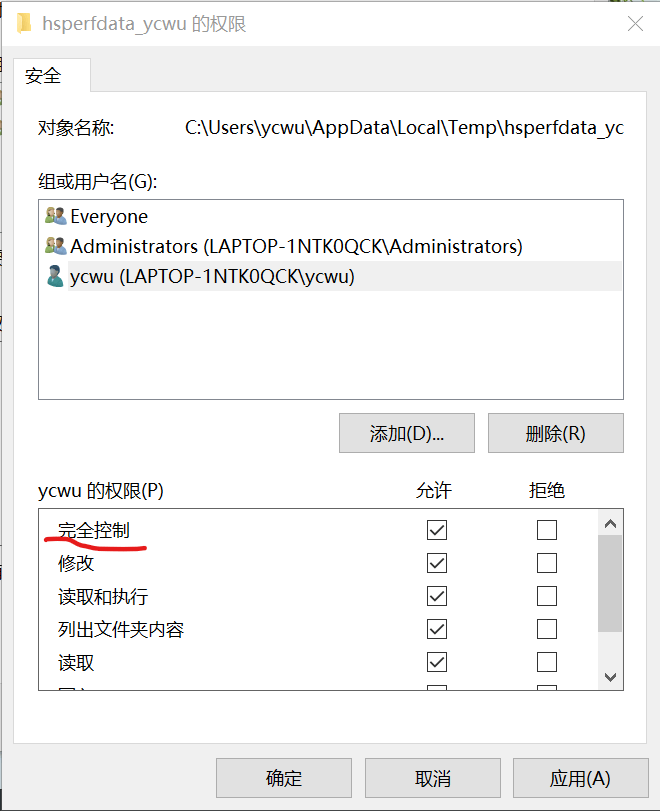 hsperfdata_ycwu 的权限
安全
对象名称: C:\Users\ycwu\AppData\Local\Temp\hsperfdata_yc
组或用户名(G):
Everyone
Administrators (LAPTOP-1NTK0QCK\Administrators)
ycwu (LAPTOP-1NTK0QCK\ycwu)
添加(D)... 删除(R)
ycwu 的权限(P) 允许 拒绝
完全控制
修改
读取和执行
列出文件夹内容
读取
确定 取消 应用(A)